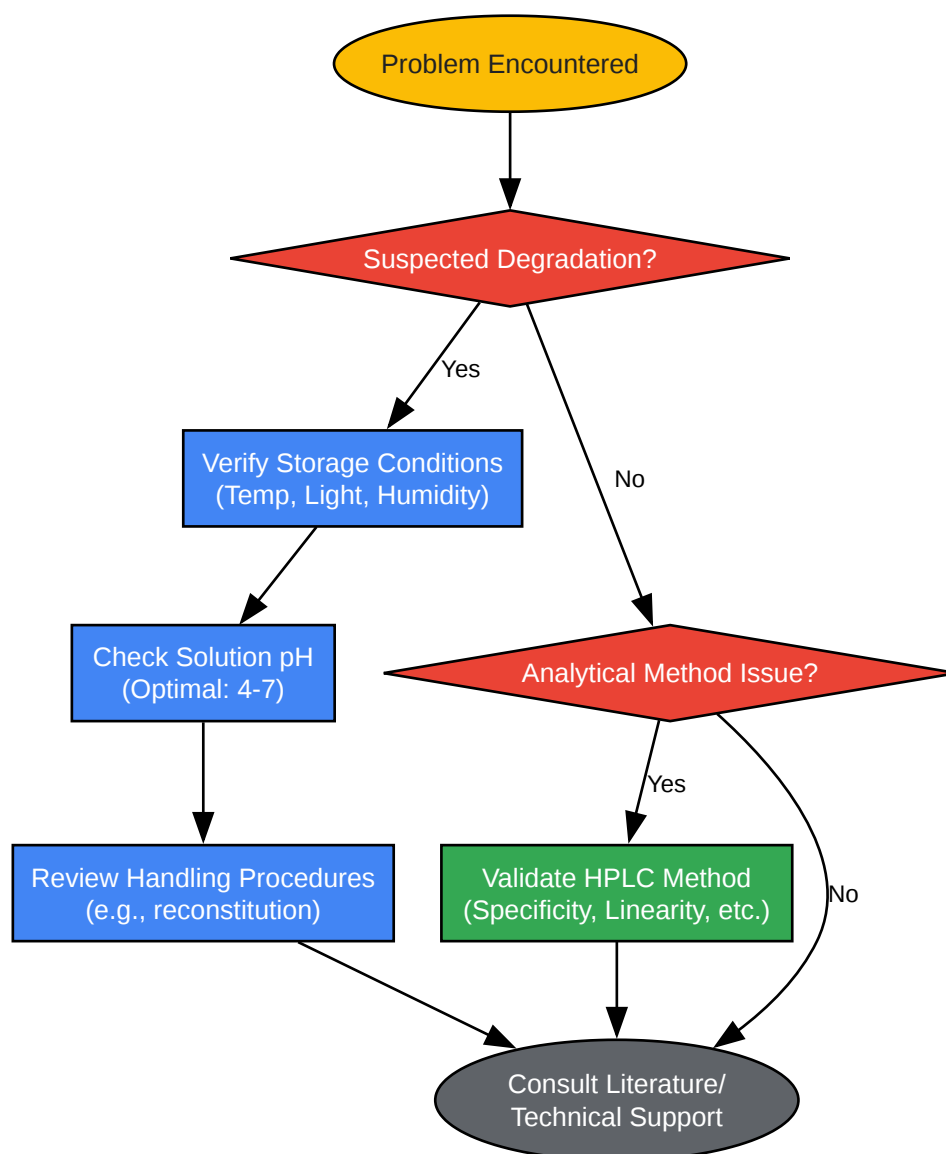 Problem Encountered
Suspected Degradation?
Yes
Verify Storage Conditions
(Temp, Light, Humidity)
No
Check Solution pH
(Optimal: 4-7)
Analytical Method Issue?
Yes
Review Handling Procedures
(e.g., reconstitution)
Validate HPLC Method
(Specificity, Linearity, etc.)
No
Consult Literature/
Technical Support